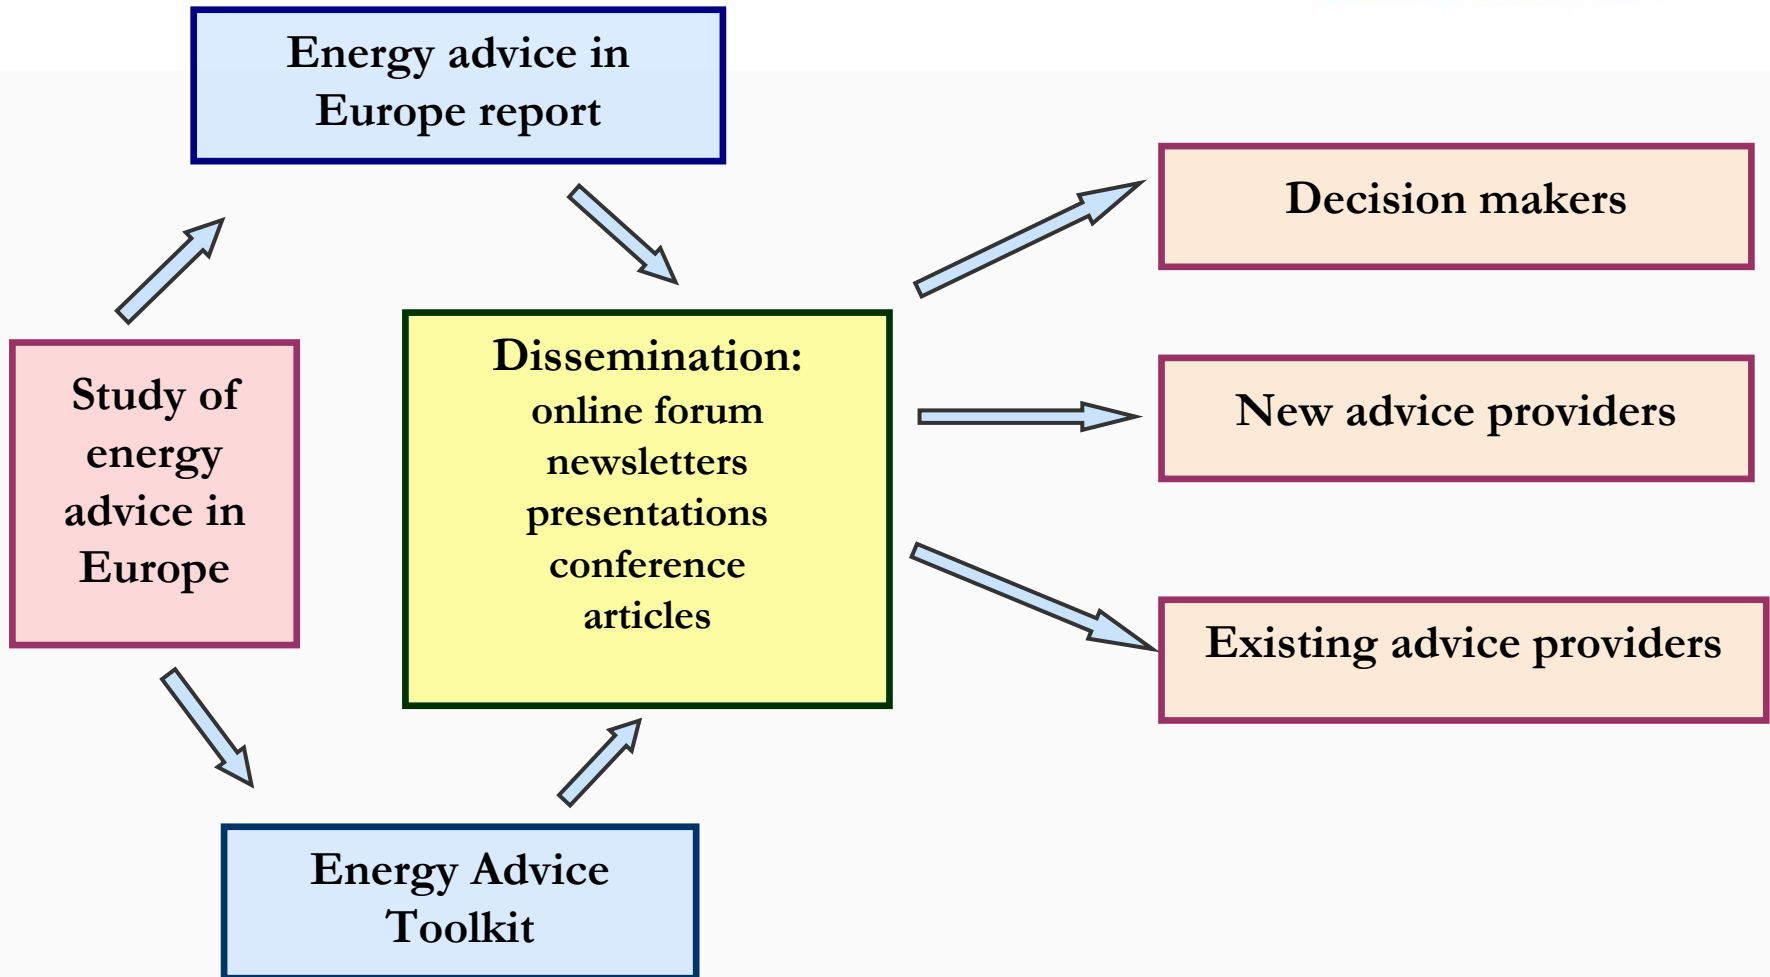 Energy advice in
Europe report
Decision makers
Study of
energy
advice in
Europe
Dissemination:
online forum
newsletters
presentations
conference
articles
New advice providers
Existing advice providers
Energy Advice
Toolkit